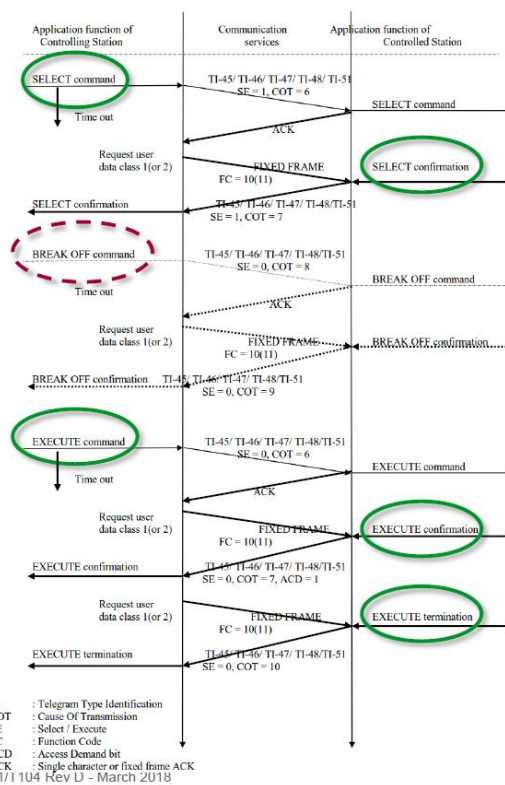 Application function of Controlling Station
Communication services
Application function of Controlled Station
SELECT command
TI-45/ TI-46/ TI-47/ TI-48/ TI-51
SE = 1, COT = 6
SELECT command
Time out
ACK
Request user data class 1(or 2)
FIXED FRAME
FC = 10(11)
SELECT confirmation
SELECT confirmation
TI-45/ TI-46/ TI-47/ TI-48/TI-51
SE = 1, COT = 7
BREAK OFF command
TI-45/ TI-46/ TI-47/ TI-48/TI-51
SE = 0, COT = 8
BREAK OFF command
Time out
ACK
Request user data class 1(or 2)
FIXED FRAME
FC = 10(11)
BREAK OFF confirmation
BREAK OFF confirmation
TI-45/ TI-46/ TI-47/ TI-48/TI-51
SE = 0, COT = 9
EXECUTE command
TI-45/ TI-46/ TI-47/ TI-48/TI-51
SE = 0, COT = 6
EXECUTE command
Time out
ACK
Request user data class 1(or 2)
FIXED FRAME
FC = 10(11)
EXECUTE confirmation
EXECUTE confirmation
TI-45/ TI-46/ TI-47/ TI-48/TI-51
SE = 0, COT = 7, ACD = 1
Request user data class 1(or 2)
FIXED FRAME
FC = 10(11)
EXECUTE termination
EXECUTE termination
TI-45/ TI-46/ TI-47/ TI-48/TI-51
SE = 0, COT = 10
: Telegram Type Identification
OT : Cause Of Transmission
E : Select / Execute
C : Function Code
CD : Access Demand bit
CK : Single character or fixed frame ACK
1/T104 Rev D - March 2018